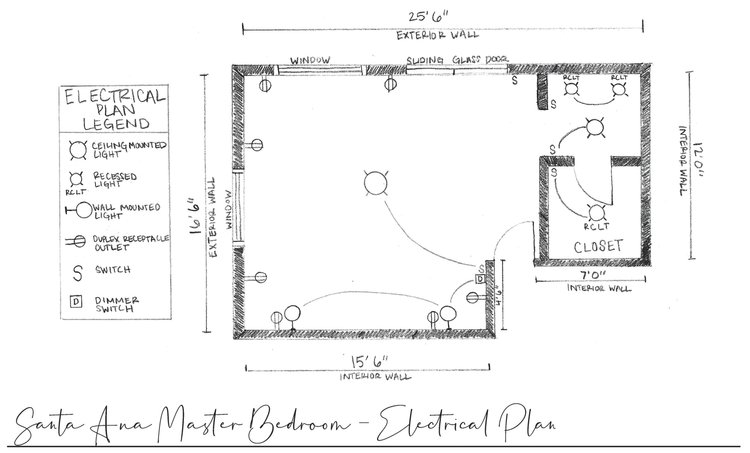 25'6"
EXTERIOR WALL
WINDOW
SLIDING GLASS DOOR
ELECTRICAL
PLAN
LEGEND
CEILING MOUNTED
LIGHT
RECESSED
LIGHT
RCLT
WALL MOUNTED
LIGHT
DUPLEX RECEPTACLE
OUTLET
S SWITCH
D DIMMER
SWITCH
16'6"
EXTERIOR WALL
WINDOW
S
RCLT
RCLT
S
S
RCLT
CLOSET
12'0"
INTERIOR WALL
7'0"
INTERIOR WALL
S
D
4'6"
15'6"
INTERIOR WALL
Santa Ana Master Bedroom - Electrical Plan